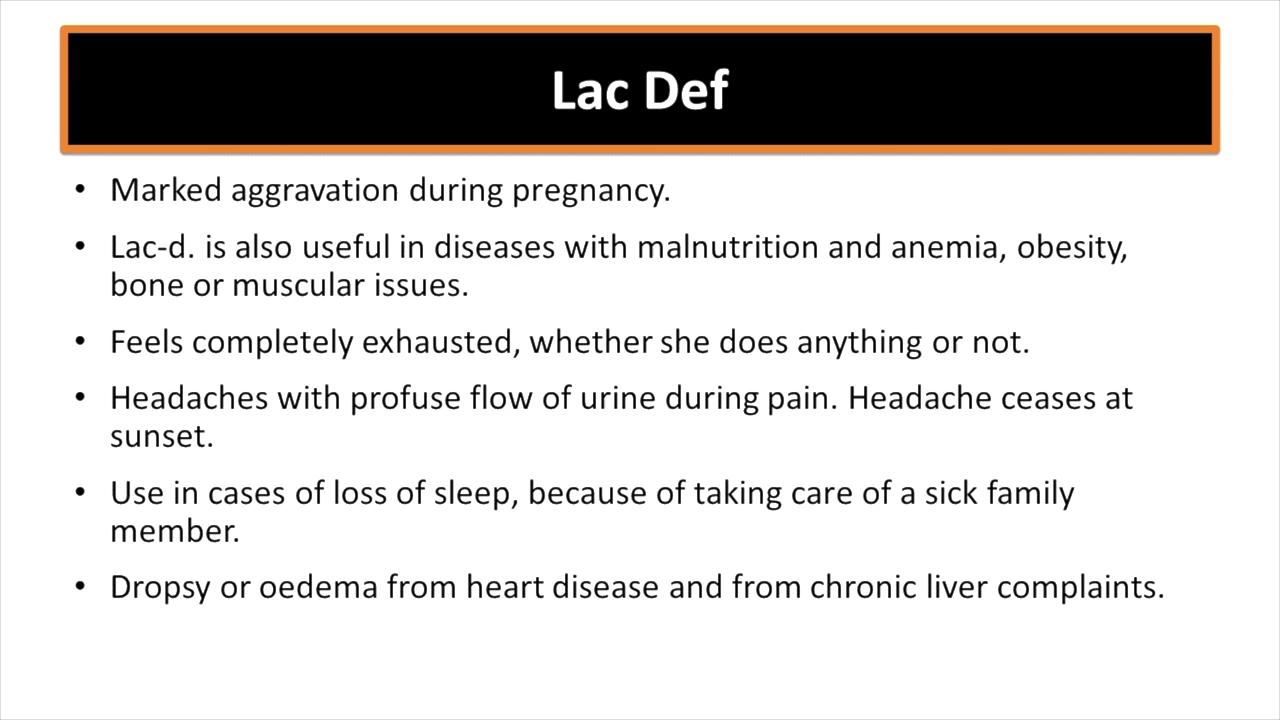 Lac Def
• Marked aggravation during pregnancy.
• Lac-d. is also useful in diseases with malnutrition and anemia, obesity,
bone or muscular issues.
• Feels completely exhausted, whether she does anything or not.
• Headaches with profuse flow of urine during pain. Headache ceases at
sunset.
• Use in cases of loss of sleep, because of taking care of a sick family
member.
• Dropsy or oedema from heart disease and from chronic liver complaints.